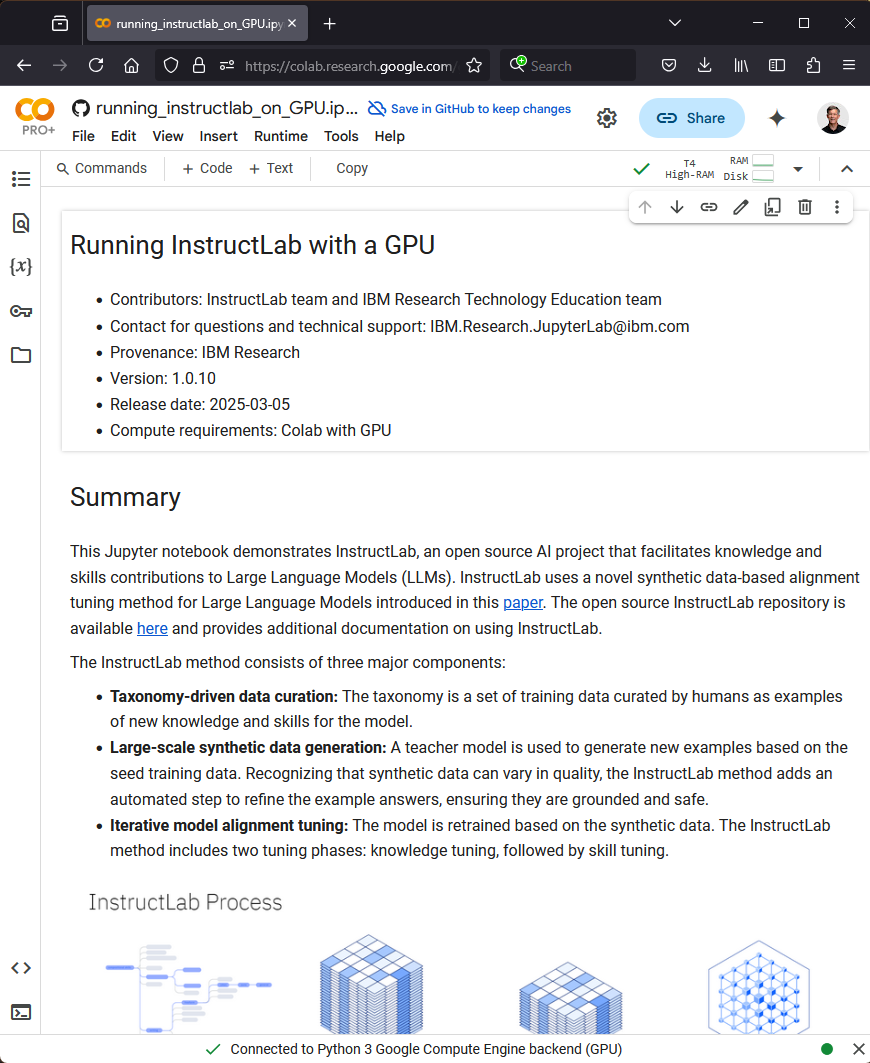 running_instructlab_on_GPU.ipy
https://colab.research.google.com/
Search
PRO+
running_instructlab_on_GPU.ip...
Save in GitHub to keep changes
Share
File Edit View Insert Runtime Tools Help
Commands + Code + Text Copy
T4
High-RAM
RAM
Disk
{x}
Running InstructLab with a GPU
• Contributors: InstructLab team and IBM Research Technology Education team
• Contact for questions and technical support: IBM.Research.JupyterLab@ibm.com
• Provenance: IBM Research
• Version: 1.0.10
• Release date: 2025-03-05
• Compute requirements: Colab with GPU
Summary
This Jupyter notebook demonstrates InstructLab, an open source AI project that facilitates knowledge and
skills contributions to Large Language Models (LLMs). InstructLab uses a novel synthetic data-based alignment
tuning method for Large Language Models introduced in this paper. The open source InstructLab repository is
available here and provides additional documentation on using InstructLab.
The InstructLab method consists of three major components:
• Taxonomy-driven data curation: The taxonomy is a set of training data curated by humans as examples
of new knowledge and skills for the model.
• Large-scale synthetic data generation: A teacher model is used to generate new examples based on the
seed training data. Recognizing that synthetic data can vary in quality, the InstructLab method adds an
automated step to refine the example answers, ensuring they are grounded and safe.
• Iterative model alignment tuning: The model is retrained based on the synthetic data. The InstructLab
method includes two tuning phases: knowledge tuning, followed by skill tuning.
InstructLab Process
Connected to Python 3 Google Compute Engine backend (GPU)